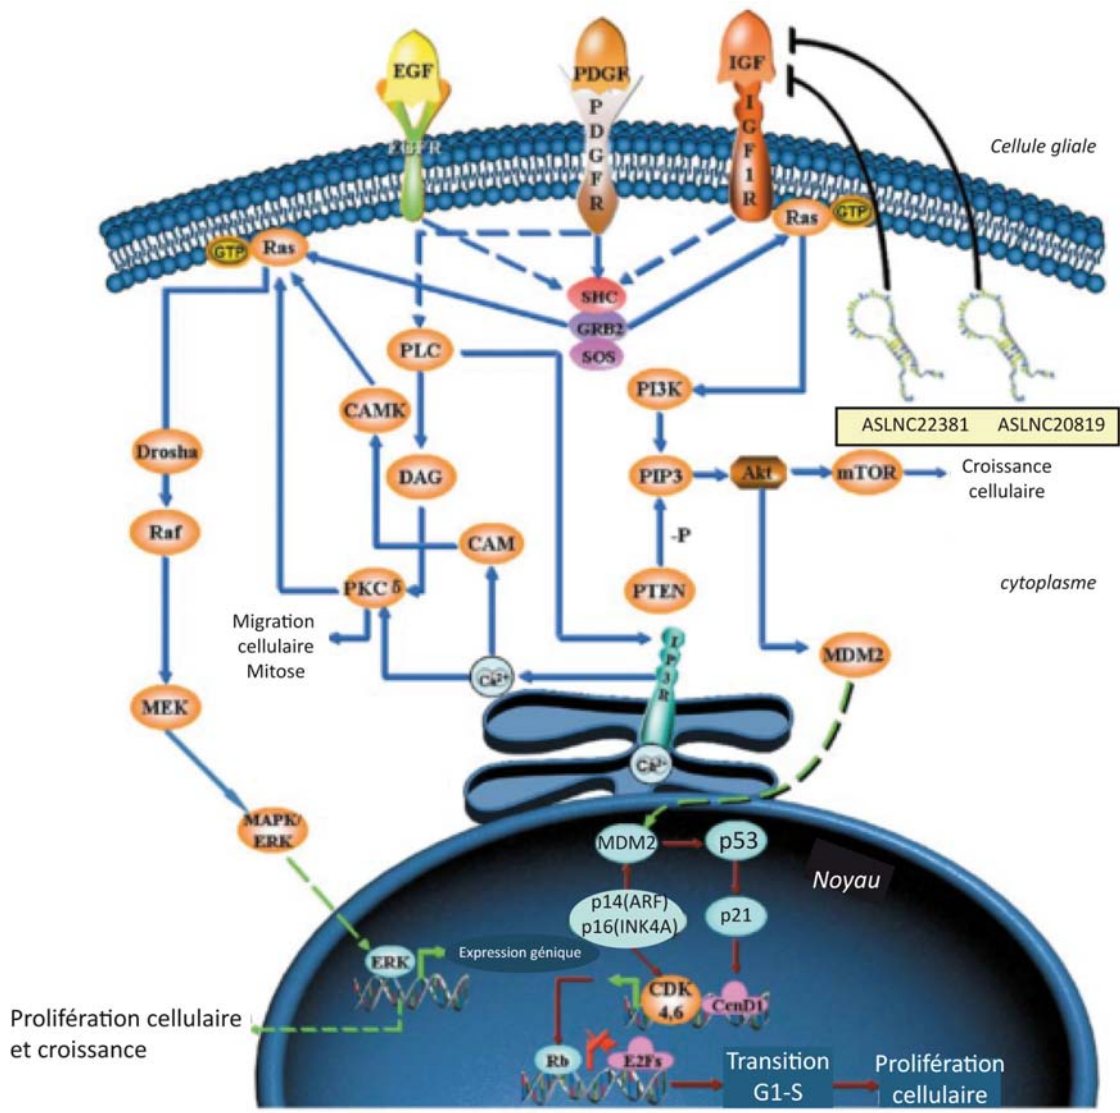 EGF
PDGF
IGF
EGFR
PDGFR
IGF1R
Cellule gliale
GTP
Ras
Ras
GTP
SHC
GRB2
SOS
PLC
PI3K
CAMK
ASLNC22381 ASLNC20819
Drosha
DAG
PIP3
Akt
mTOR
Croissance
cellulaire
Raf
CAM
-P
PKC δ
PTEN
cytoplasme
Migration
cellulaire
Mitose
IP3R
MDM2
Ca2+
MEK
Ca2+
MAPK/
ERK
MDM2
p53
Noyau
p14(ARF)
p16(INK4A)
p21
ERK
Expression génique
CDK
4,6
CcnD1
Prolifération cellulaire
et croissance
Rb
E2Fs
Transition
G1-S
Prolifération
cellulaire